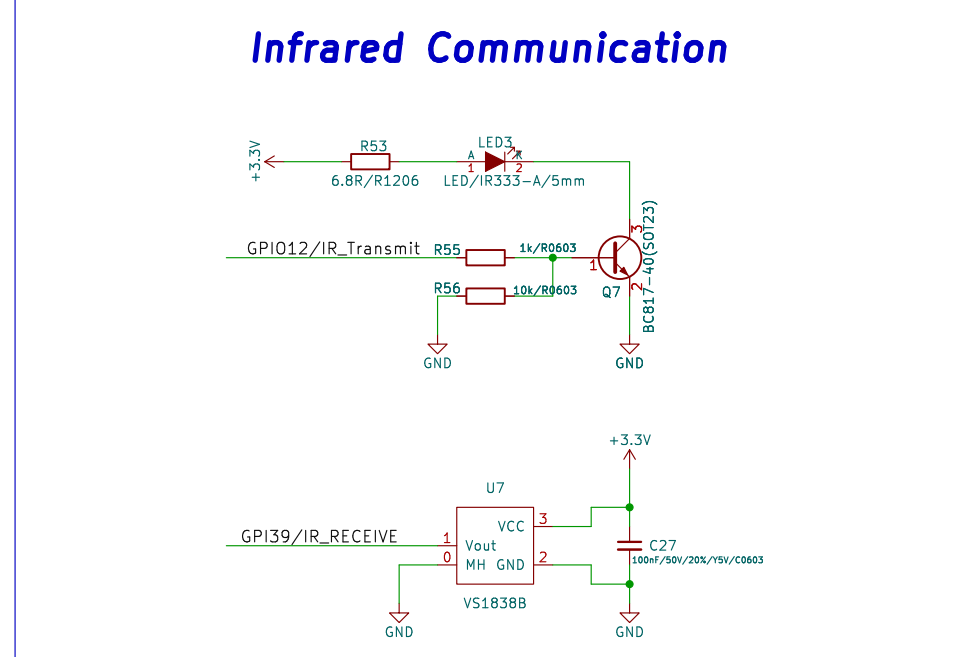 Infrared Communication
+3.3V
R53
6.8R/R1206
LED3
A
K
1
2
LED/IR333-A/5mm
GPIO12/IR_Transmit
R55
1k/R0603
R56
10k/R0603
1
3
2
Q7
BC817-40(SOT23)
GND
GND
+3.3V
U7
GPI39/IR_RECEIVE
1
0
VCC
Vout
MH GND
3
2
VS1838B
C27
100nF/50V/20%/Y5V/C0603
GND
GND